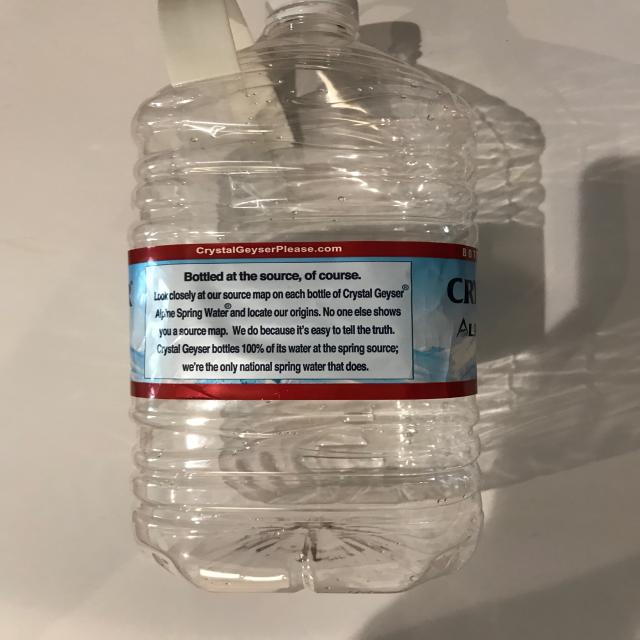 CrystalGeyserPlease.com
Bottled at the source, of course.
Look closely at our source map on each bottle of Crystal Geyser®
Alpine Spring Water® and locate our origins. No one else shows
you a source map. We do because it's easy to tell the truth.
Crystal Geyser bottles 100% of its water at the spring source;
we're the only national spring water that does.